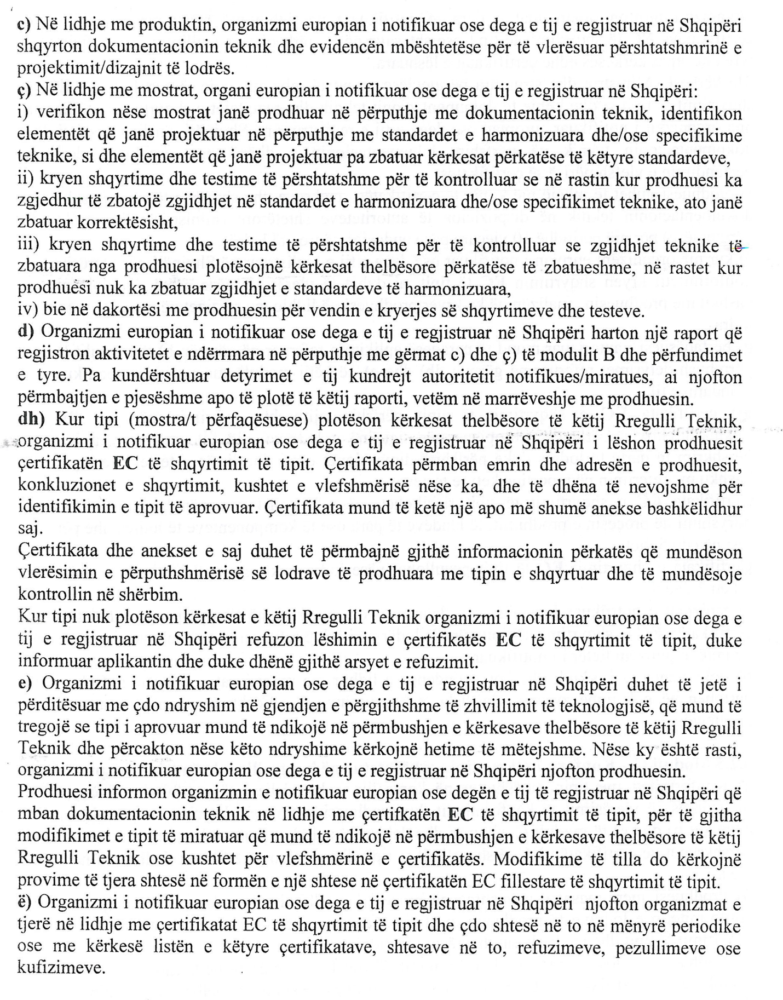 c) Në lidhje me produktin, organizmi europian i notifikuar ose dega e tij e regjistruar në Shqipëri
shqyrton dokumentacionin teknik dhe evidencën mbështetëse për të vlerësuar përshtatshmrinë e
projektimit/dizajnit të lodrës.
ç) Në lidhje me mostrat, organi europian i notifikuar ose dega e tij e regjistruar në Shqipëri:
i) verifikon nëse mostrat janë prodhuar në përputhje me dokumentacionin teknik, identifikon
elementët që janë projektuar në përputhje me standardet e harmonizuara dhe/ose specifikime
teknike, si dhe elementët që janë projektuar pa zbatuar kërkesat përkatëse të këtyre standardeve,
ii) kryen shqyrtime dhe testime të përshtatshme për të kontrolluar se në rastin kur prodhuesi ka
zgjedhur të zbatojë zgjidhjet në standardet e harmonizuara dhe/ose specifikimet teknike, ato janë
zbatuar korrektësisht,
iii) kryen shqyrtime dhe testime të përshtatshme për të kontrolluar se zgjidhjet teknike të
zbatuara nga prodhuesi plotësojnë kërkesat thelbësore përkatëse të zbatueshme, në rastet kur
prodhuesi nuk ka zbatuar zgjidhjet e standardeve të harmonizuara,
iv) bie në dakortësi me prodhuesin për vendin e kryerjes së shqyrtimeve dhe testeve.
d) Organizmi europian i notifikuar ose dega e tij e regjistruar në Shqipëri harton një raport që
regjistron aktivitetet e ndërrmara në përputhje me gërmat c) dhe ç) të modulit B dhe përfundimet
e tyre. Pa kundërshtuar detyrimet e tij kundrejt autoritetit notifikues/miratues, ai njofton
përmbajtjen e pjesëshme apo të plotë të këtij raporti, vetëm në marrëveshje me prodhuesin.
dh) Kur tipi (mostra/t përfaqësuese) plotëson kërkesat thelbësore të këtij Rregulli Teknik,
organizmi i notifikuar europian ose dega e tij e regjistruar në Shqipëri i lëshon prodhuesit
çertifikatën EC të shqyrtimit të tipit. Çertifikata përmban emrin dhe adresën e prodhuesit,
konkluzionet e shqyrtimit, kushtet e vlefshmërisë nëse ka, dhe të dhëna të nevojshme për
identifikimin e tipit të aprovuar. Çertifikata mund të ketë një apo më shumë anekse bashkëlidhur
saj.
Çertifikata dhe anekset e saj duhet të përmbajnë gjithë informacionin përkatës që mundëson
vlerësimin e përputhshmërisë së lodrave të prodhuara me tipin e shqyrtuar dhe të mundësoje
kontrollin në shërbim.
Kur tipi nuk plotëson kërkesat e këtij Rregulli Teknik organizmi i notifikuar europian ose dega e
tij e regjistruar në Shqipëri refuzon lëshimin e çertifikatës EC të shqyrtimit të tipit, duke
informuar aplikantin dhe duke dhënë gjithë arsyet e refuzimit.
e) Organizmi i notifikuar europian ose dega e tij e regjistruar në Shqipëri duhet të jetë i
përditësuar me çdo ndryshim në gjendjen e përgjithshme të zhvillimit të teknologjisë, që mund të
tregojë se tipi i aprovuar mund të ndikojë në përmbushjen e kërkesave thelbësore të këtij Rregulli
Teknik dhe përcakton nëse këto ndryshime kërkojnë hetime të mëtejshme. Nëse ky është rasti,
organizmi i notifikuar europian ose dega e tij e regjistruar në Shqipëri njofton prodhuesin.
Prodhuesi informon organizmin e notifikuar europian ose degën e tij të regjistruar në Shqipëri që
mban dokumentacionin teknik në lidhje me çertifkatën EC të shqyrtimit të tipit, për të gjitha
modifikimet e tipit të miratuar që mund të ndikojë në përmbushjen e kërkesave thelbësore të këtij
Rregulli Teknik ose kushtet për vlefshmërinë e çertifikatës. Modifikime të tilla do kërkojnë
provime të tjera shtesë në formën e një shtese në çertifikatën EC fillestare të shqyrtimit të tipit.
ë) Organizmi i notifikuar europian ose dega e tij e regjistruar në Shqipëri njofton organizmat e
tjerë në lidhje me çertifikatat EC të shqyrtimit të tipit dhe çdo shtesë në to në mënyrë periodike
ose me kërkesë listën e këtyre çertifikatave, shtesave në to, refuzimeve, pezullimeve ose
kufizimeve.